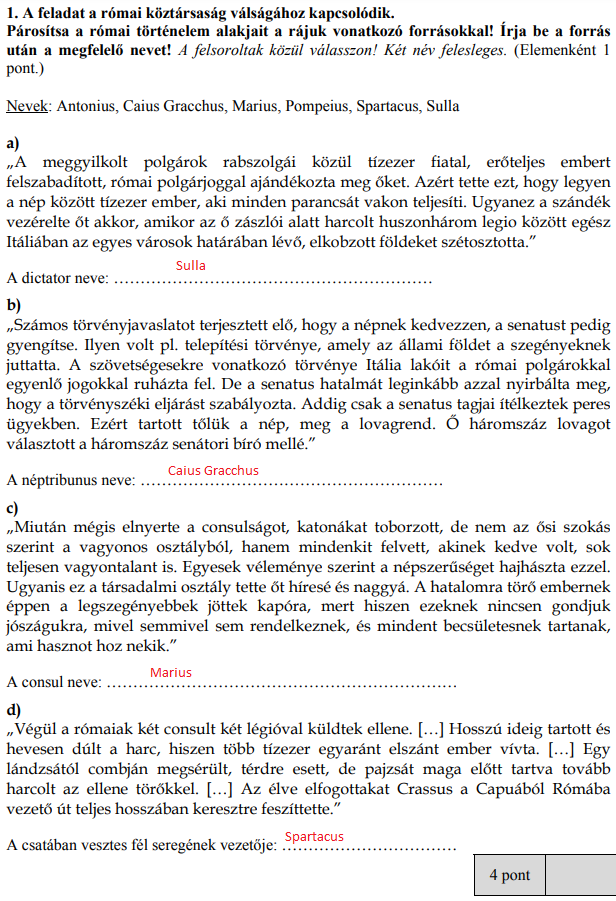 1. A feladat a római köztársaság válságához kapcsolódik.
Párosítsa a római történelem alakjait a rájuk vonatkozó forrásokkal! Írja be a forrás
után a megfelelő nevet! A felsoroltak közül válasszon! Két név felesleges. (Elemenként 1
pont.)
Nevek: Antonius, Caius Gracchus, Marius, Pompeius, Spartacus, Sulla
a)
„A meggyilkolt polgárok rabszolgái közül tízezer fiatal, erőteljes embert
felszabadított, római polgárjoggal ajándékozta meg őket. Azért tette ezt, hogy legyen
a nép között tízezer ember, aki minden parancsát vakon teljesíti. Ugyanez a szándék
vezérelte őt akkor, amikor az ő zászlói alatt harcolt huszonhárom legio között egész
Itáliában az egyes városok határában lévő, elkobzott földeket szétosztotta.”
A dictator neve: Sulla ……………………………………………………
b)
„Számos törvényjavaslatot terjesztett elő, hogy a népnek kedvezzen, a senatust pedig
gyengítse. Ilyen volt pl. telepítési törvénye, amely az állami földet a szegényeknek
juttatta. A szövetségesekre vonatkozó törvénye Itália lakóit a római polgárokkal
egyenlő jogokkal ruházta fel. De a senatus hatalmát leginkább azzal nyirbálta meg,
hogy a törvényszéki eljárást szabályozta. Addig csak a senatus tagjai ítélkeztek peres
ügyekben. Ezért tartott tőlük a nép, meg a lovagrend. Ő háromszáz lovagot
választott a háromszáz senátori bíró mellé.”
A néptribunus neve: Caius Gracchus …………………………………………………
c)
„Miután mégis elnyerte a consulságot, katonákat toborzott, de nem az ősi szokás
szerint a vagyonos osztályból, hanem mindenkit felvett, akinek kedve volt, sok
teljesen vagyontalant is. Egyesek véleménye szerint a népszerűséget hajhászta ezzel.
Ugyanis ez a társadalmi osztály tette őt híresé és naggyá. A hatalomra törő embernek
éppen a legszegényebbek jöttek kapóra, mert hiszen ezeknek nincsen gondjuk
jószágukra, mivel semmivel sem rendelkeznek, és mindent becsületesnek tartanak,
ami hasznot hoz nekik.”
A consul neve: Marius …………………………………………………………
d)
„Végül a rómaiak két consult két légióval küldtek ellene. […] Hosszú ideig tartott és
hevesen dúlt a harc, hiszen több tízezer egyaránt elszánt ember vívta. […] Egy
lándzsától combján megsérült, térdre esett, de pajzsát maga előtt tartva tovább
harcolt az ellene törőkkel. […] Az élve elfogottakat Crassus a Capuából Rómába
vezető út teljes hosszában keresztre feszíttette.”
A csatában vesztes fél seregének vezetője: Spartacus ……………………………
4 pont